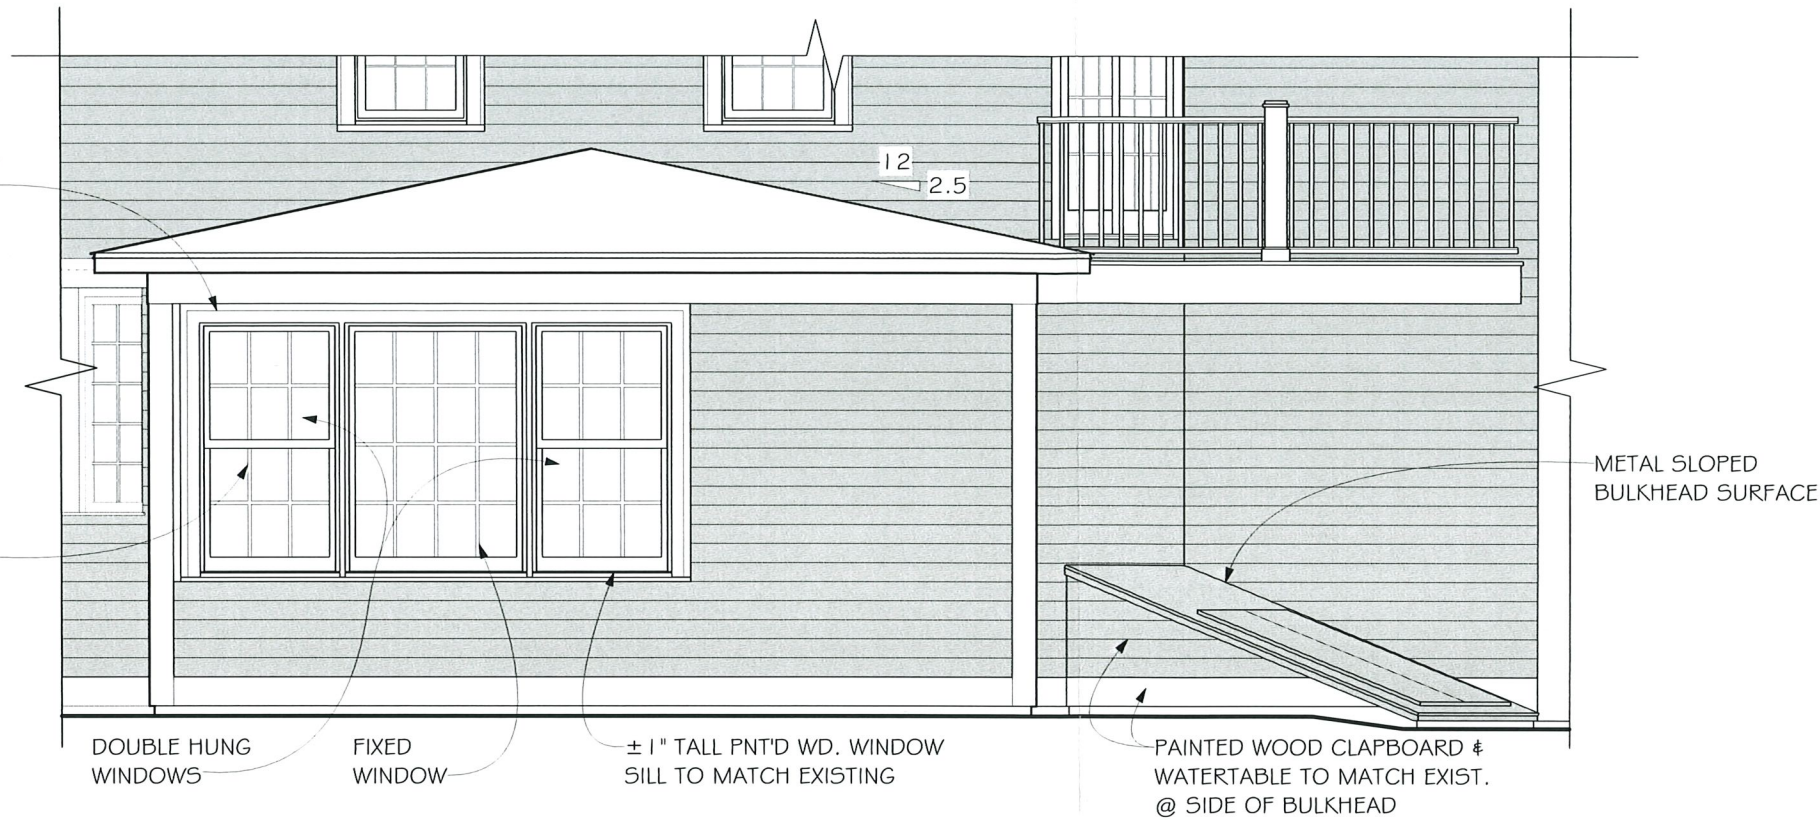 12
2.5
METAL SLOPED
BULKHEAD SURFACE
DOUBLE HUNG
WINDOWS
FIXED
WINDOW
± 1" TALL PNT'D WD. WINDOW
SILL TO MATCH EXISTING
PAINTED WOOD CLAPBOARD &
WATERTABLE TO MATCH EXIST.
@ SIDE OF BULKHEAD